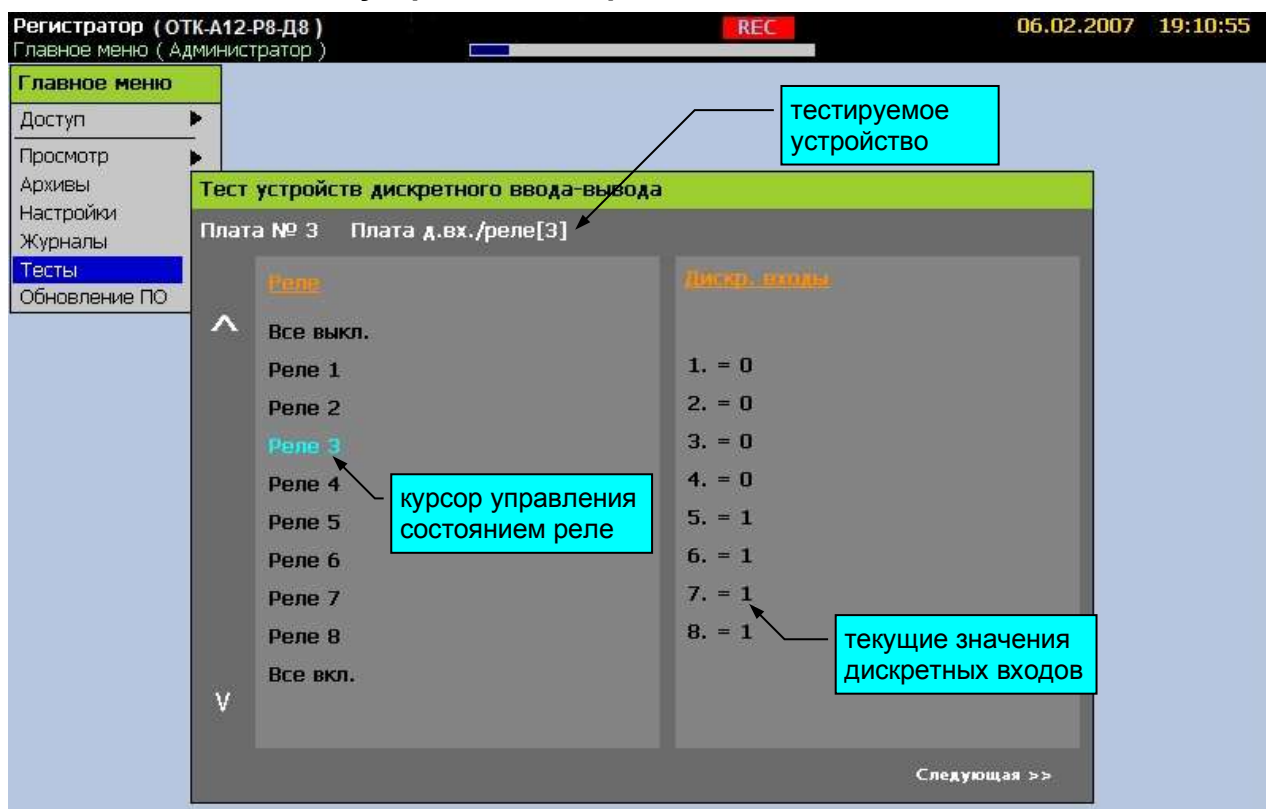 Регистратор ( ОТК-А12-Р8-Д8 )
REC
06.02.2007 19:10:55
Главное меню ( Администратор )
Главное меню
Доступ
Просмотр
Архивы
Настройки
Журналы
Тесты
Обновление ПО
тестируемое
устройство
Тест устройств дискретного ввода-вывода
Плата № 3 Плата д.вх./реле[3]
Реле
Все выкл.
Реле 1
Реле 2
Реле 3
Реле 4
Реле 5
Реле 6
Реле 7
Реле 8
Все вкл.
курсор управления
состоянием реле
Дискр. входы
1. = 0
2. = 0
3. = 0
4. = 0
5. = 1
6. = 1
7. = 1
8. = 1
текущие значения
дискретных входов
Следующая >>